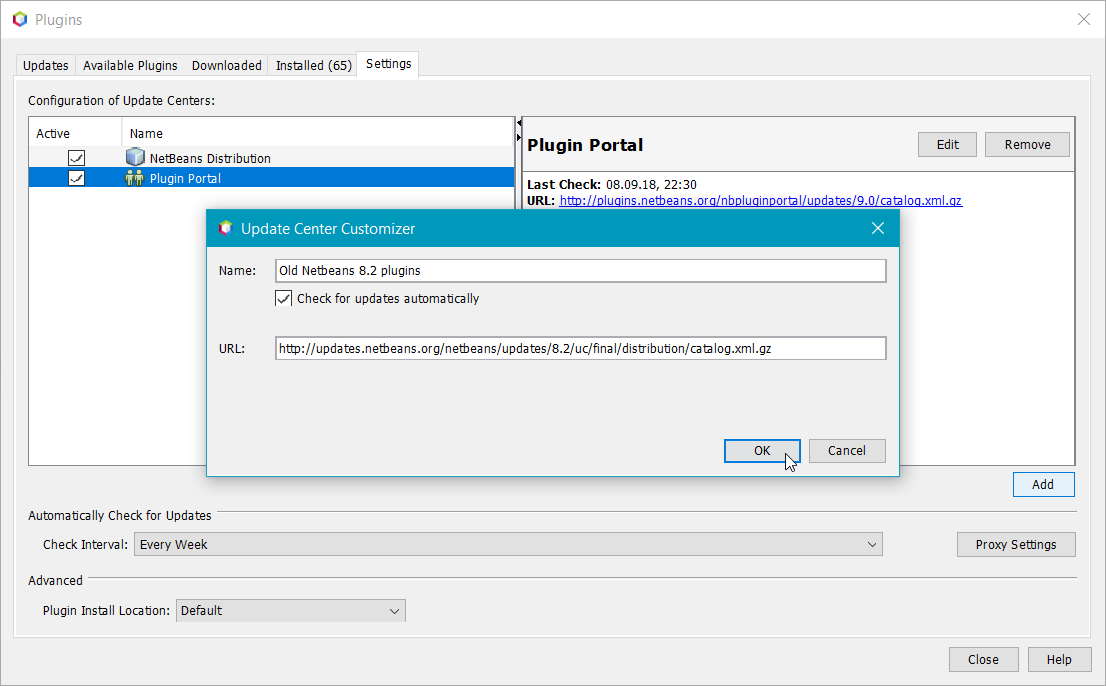 Plugins
Updates Available Plugins Downloaded Installed (65) Settings
Configuration of Update Centers:
Active Name
NetBeans Distribution
Plugin Portal
Plugin Portal Edit Remove
Last Check: 08.09.18, 22:30
URL: http://plugins.netbeans.org/nbpluginportal/updates/9.0/catalog.xml.gz
Update Center Customizer
Name: Old Netbeans 8.2 plugins
Check for updates automatically
URL: http://updates.netbeans.org/netbeans/updates/8.2/uc/final/distribution/catalog.xml.gz
OK Cancel
Add
Automatically Check for Updates
Check Interval: Every Week Proxy Settings
Advanced
Plugin Install Location: Default
Close Help